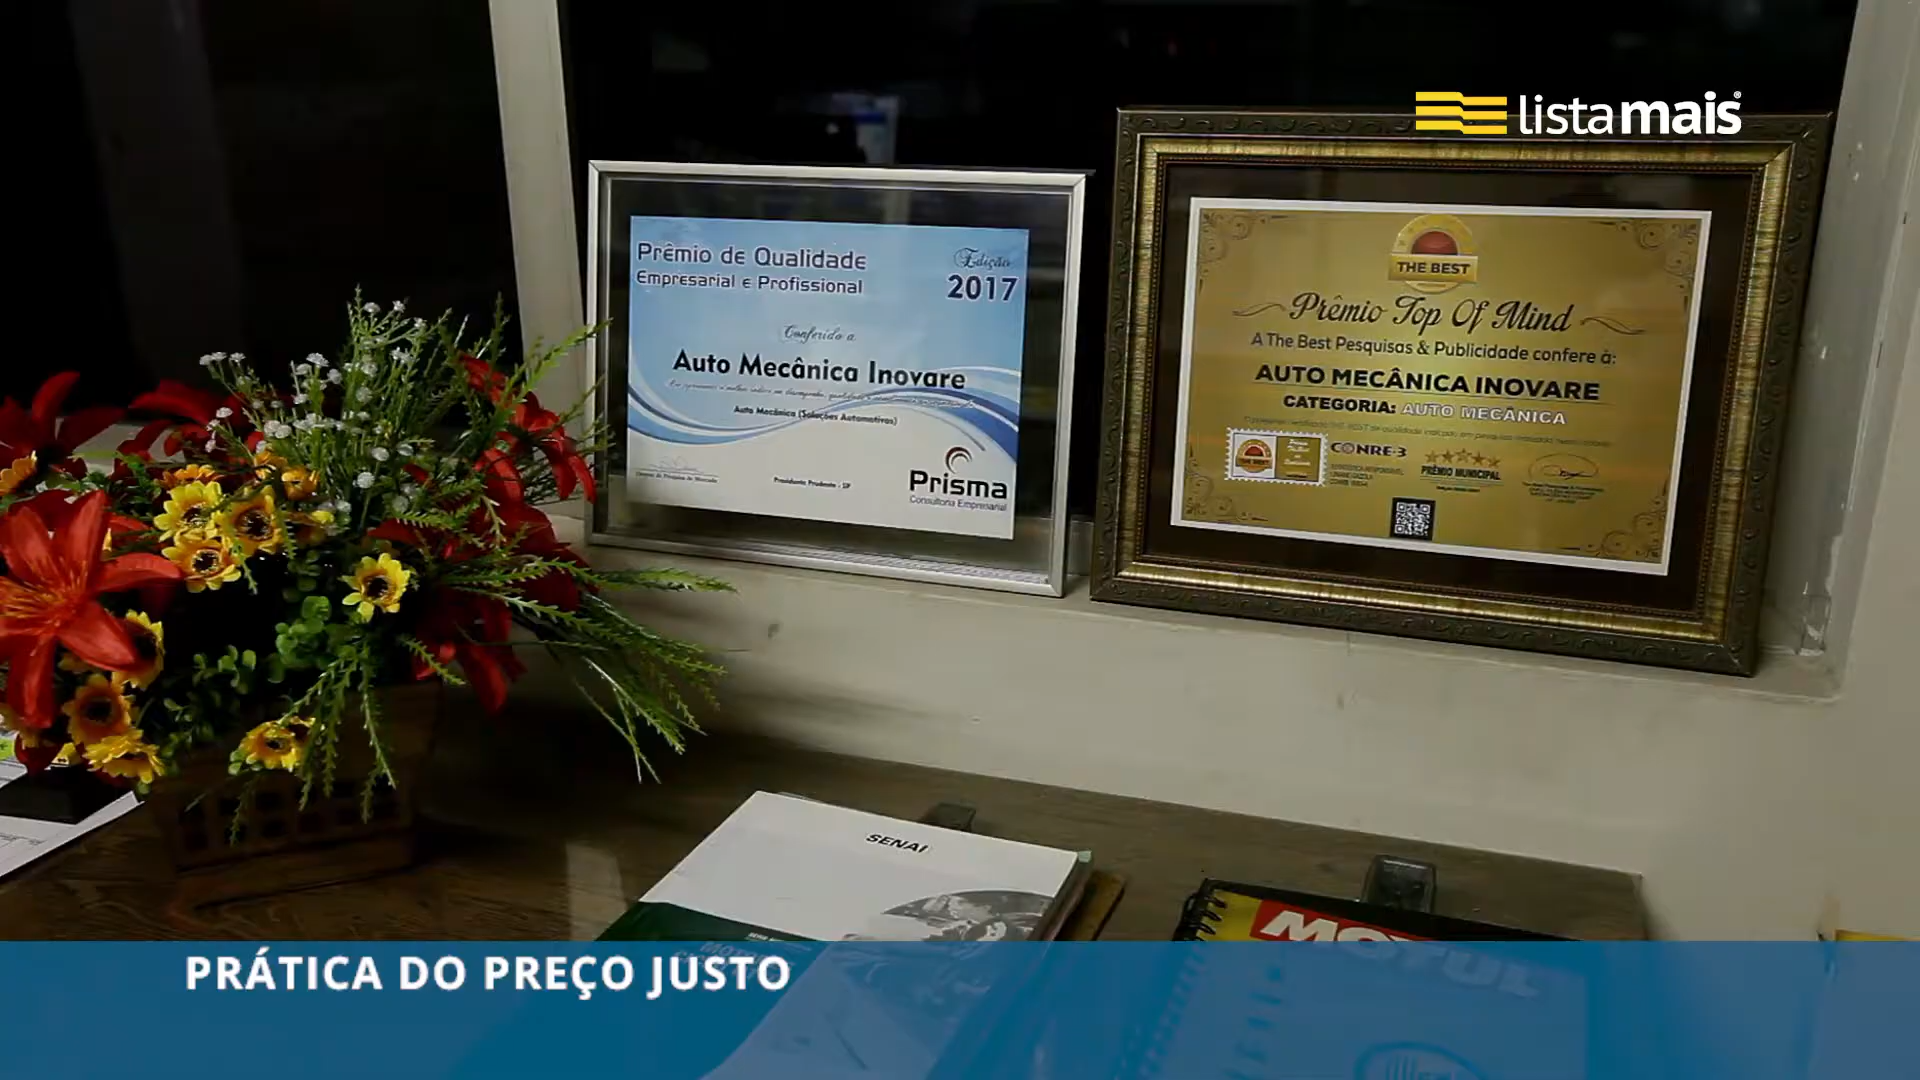 listamais
Prêmio de Qualidade
Empresarial e Profissional
Edição
2017
Conferido a
Auto Mecânica Inovare
Auto Mecânica (Soluções Automotivas)
Presidente Prudente - SP
Prisma
Consultoria Empresarial
THE BEST
Prêmio Top Of Mind
A The Best Pesquisas & Publicidade confere à:
AUTO MECÂNICA INOVARE
CATEGORIA: AUTO MECÂNICA
CONRE-3
PRÊMIO MUNICIPAL
SENAI
MOTUL
PRÁTICA DO PREÇO JUSTO